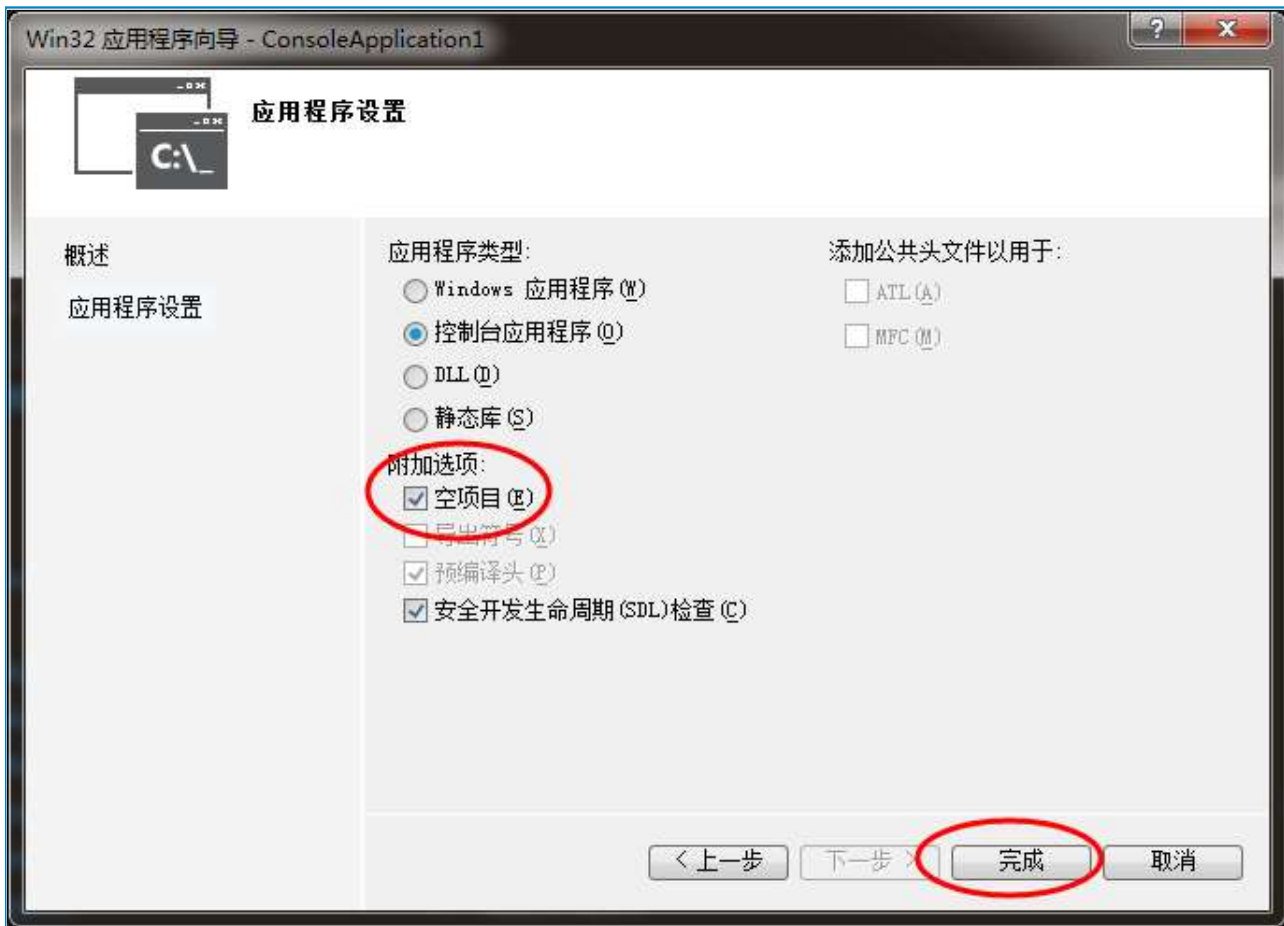 Win32 应用程序向导 - ConsoleApplication1
应用程序设置
C:\_
概述
应用程序设置
应用程序类型:
Windows 应用程序(W)
控制台应用程序(O)
DLL(D)
静态库(S)
附加选项:
空项目(E)
导出符号(X)
预编译头(P)
安全开发生命周期(SDL)检查(C)
添加公共头文件以用于:
ATL(A)
MFC(M)
< 上一步
下一步 >
完成
取消